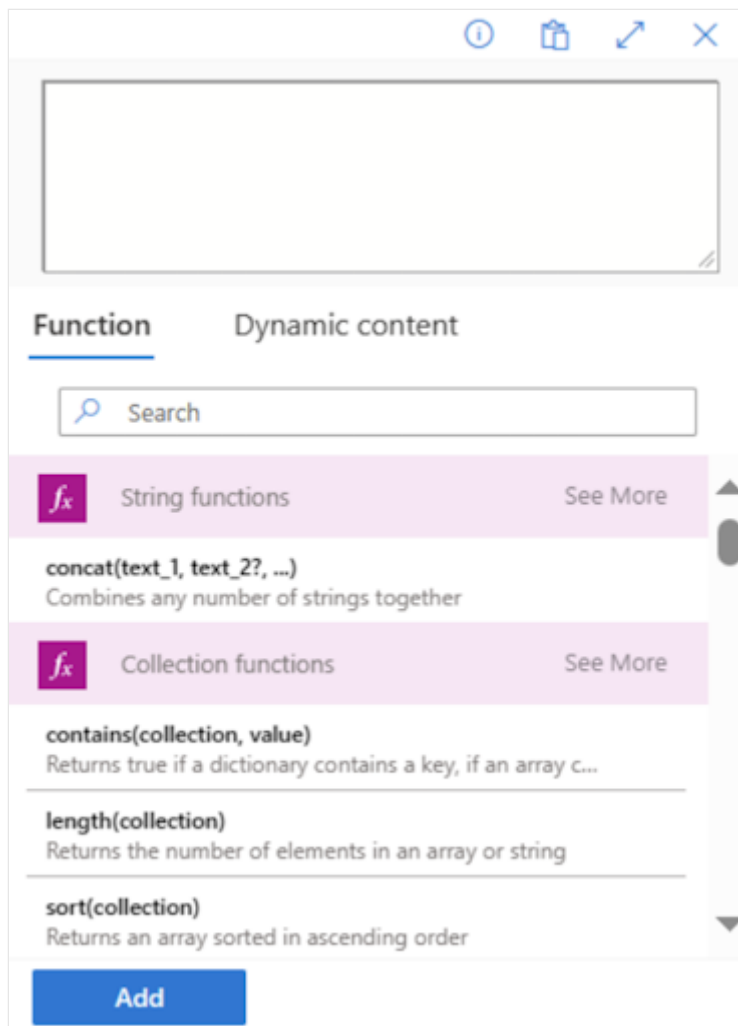 Function Dynamic content
Search
fx String functions See More
concat(text_1, text_2?, ...)
Combines any number of strings together
fx Collection functions See More
contains(collection, value)
Returns true if a dictionary contains a key, if an array c...
length(collection)
Returns the number of elements in an array or string
sort(collection)
Returns an array sorted in ascending order
Add